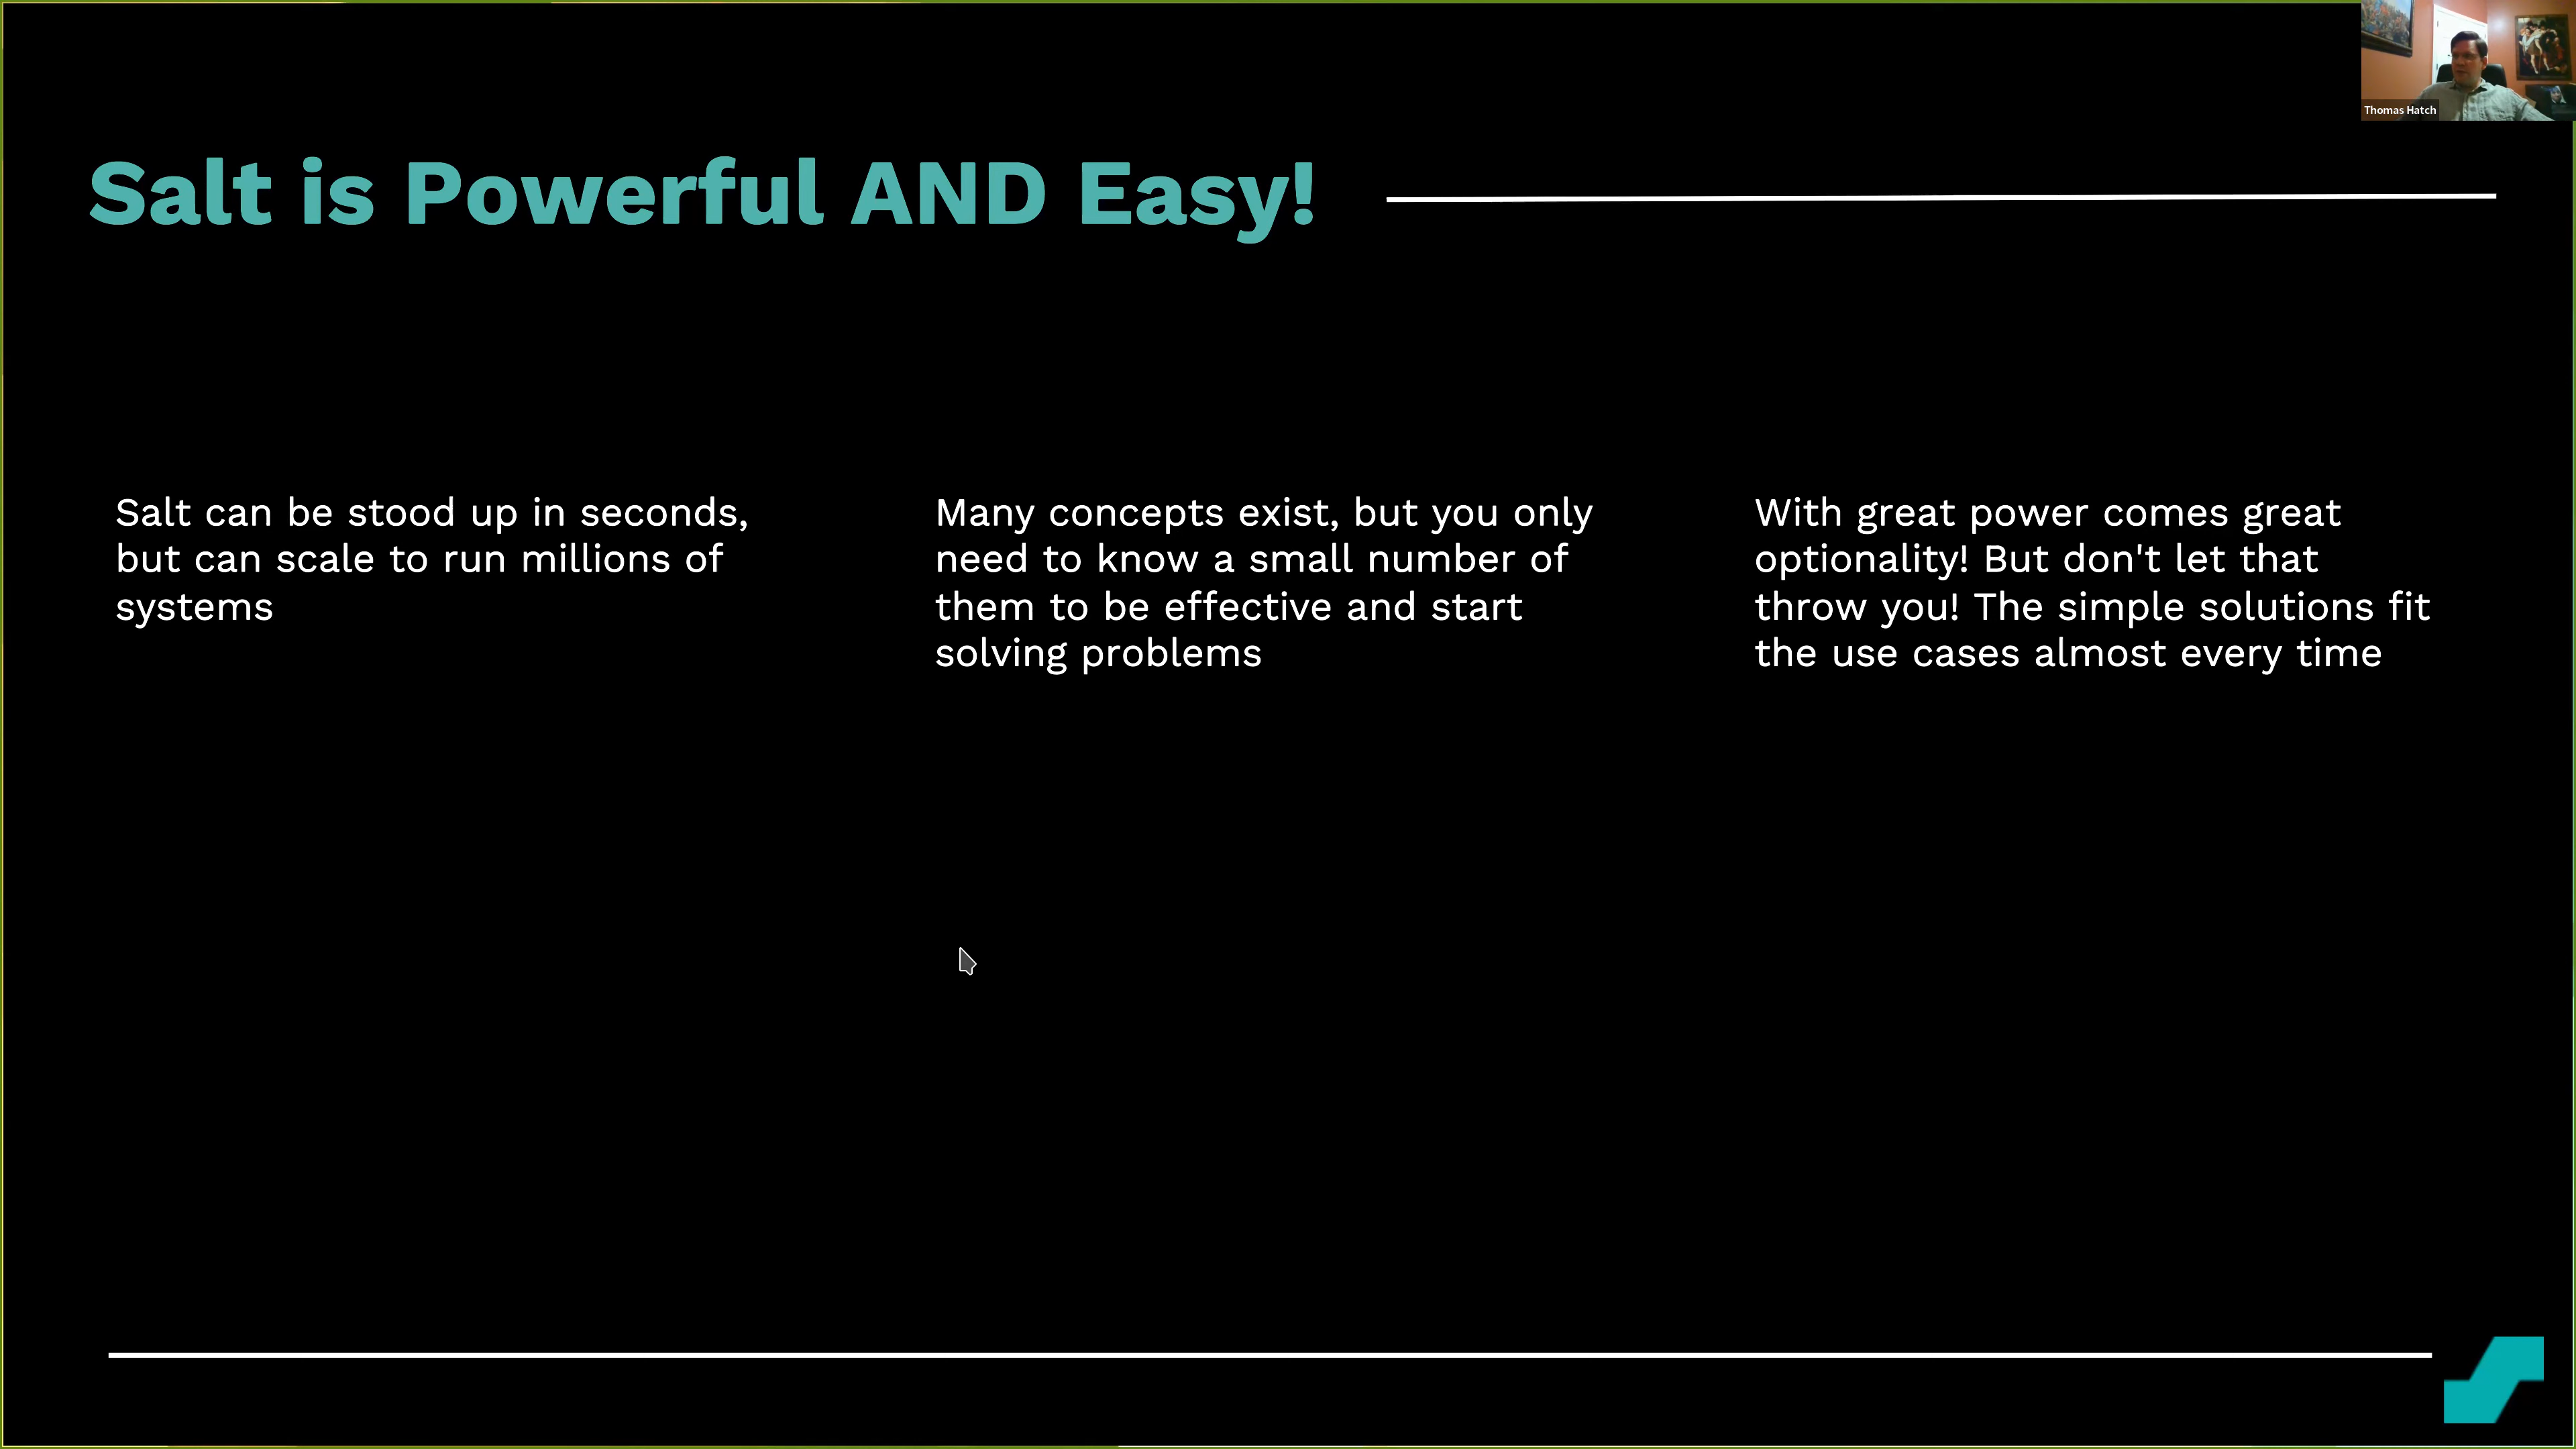 Thomas Hatch
Salt is Powerful AND Easy!
Salt can be stood up in seconds,
but can scale to run millions of
systems
Many concepts exist, but you only
need to know a small number of
them to be effective and start
solving problems
With great power comes great
optionality! But don't let that
throw you! The simple solutions fit
the use cases almost every time